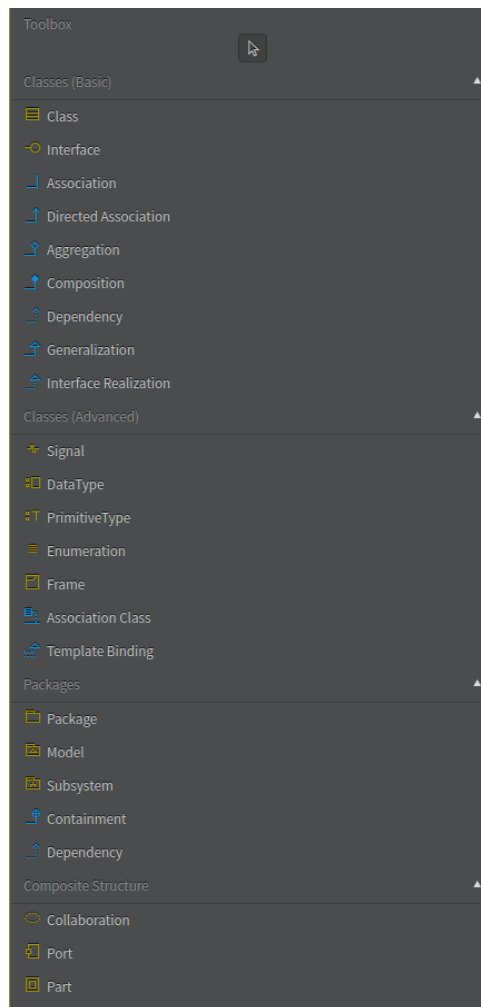 Toolbox
Classes (Basic)
Class
Interface
Association
Directed Association
Aggregation
Composition
Dependency
Generalization
Interface Realization
Classes (Advanced)
Signal
DataType
PrimitiveType
Enumeration
Frame
Association Class
Template Binding
Packages
Package
Model
Subsystem
Containment
Dependency
Composite Structure
Collaboration
Port
Part